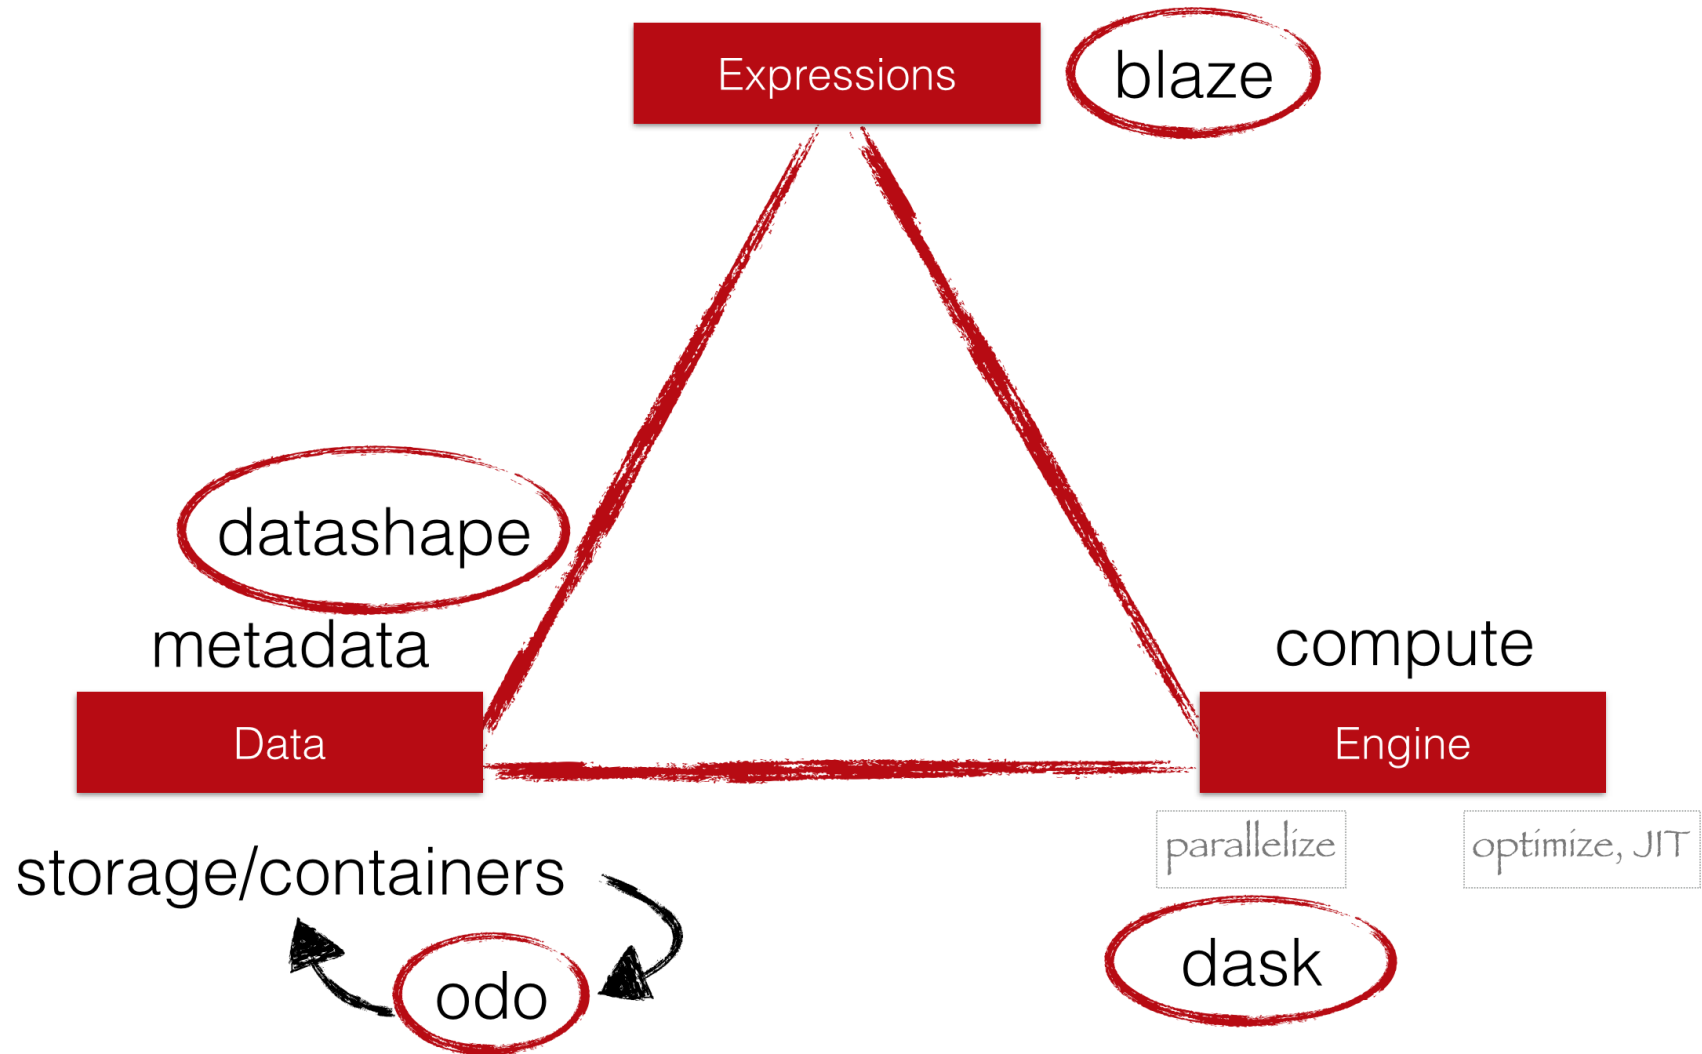 Expressions
blaze
datashape
metadata
compute
Data
Engine
parallelize
optimize, JIT
storage/containers
dask
odo